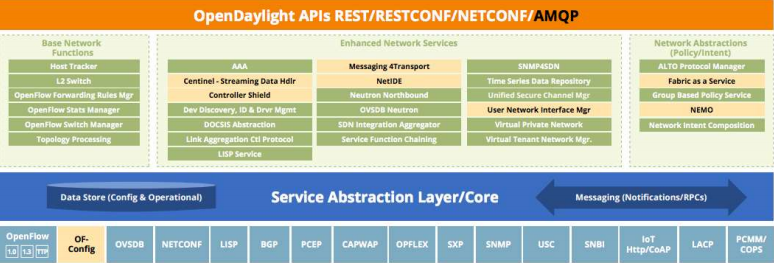 OpenDaylight APIs REST/RESTCONF/NETCONF/AMQP
Base Network
Functions
Host Tracker
L2 Switch
OpenFlow Forwarding Rules Mgr
OpenFlow Stats Manager
OpenFlow Switch Manager
Topology Processing
Enhanced Network Services
AAA
Centinel - Streaming Data Hdlr
Controller Shield
Dev Discovery, ID & Drvr Mgmt
DOCSIS Abstraction
Link Aggregation Ctl Protocol
LISP Service
Messaging 4Transport
NetIDE
Neutron Northbound
OVSDB Neutron
SDN Integration Aggregator
Service Function Chaining
SNMP4SDN
Time Series Data Repository
Unified Secure Channel Mgr
User Network Interface Mgr
Virtual Private Network
Virtual Tenant Network Mgr.
Network Abstractions
(Policy/Intent)
ALTO Protocol Manager
Fabric as a Service
Group Based Policy Service
NEMO
Network Intent Composition
Data Store (Config & Operational)
Service Abstraction Layer/Core
Messaging (Notifications/RPCs)
OpenFlow
1.0 1.3 TTP
OF-
Config
OVSDB
NETCONF
LISP
BGP
PCEP
CAPWAP
OPFLEX
SXP
SNMP
USC
SNBI
IoT
Http/CoAP
LACP
PCMM/
COPS